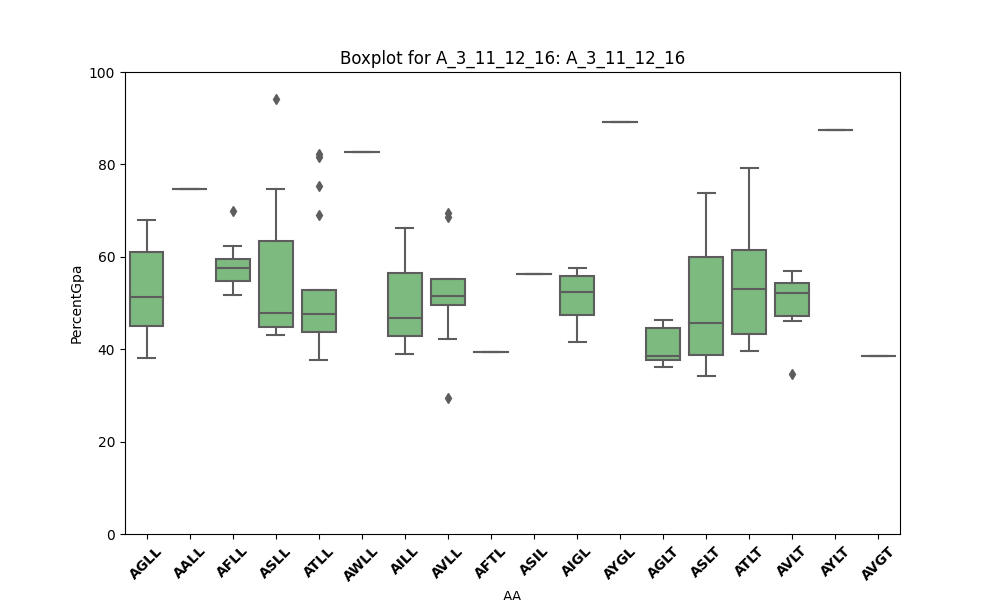 Boxplot for A_3_11_12_16: A_3_11_12_16
PercentGpa
100
80
60
40
20
0
AGLL AALL AFLL ASLL ATLL AWLL AILL AVLL AFTL ASIL AIGL AYGL AGLT ASLT ATLT AVLT AYLT AVGT
AA